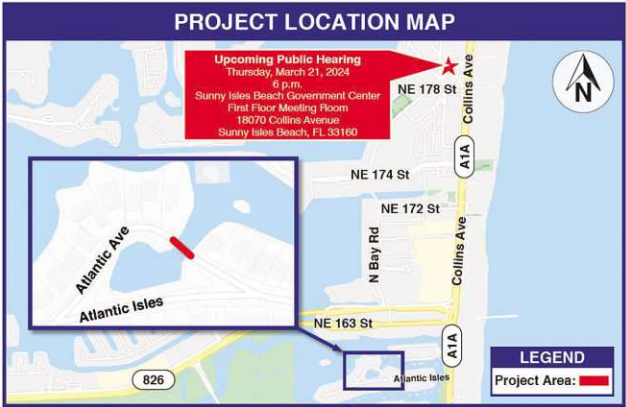 PROJECT LOCATION MAP
Upcoming Public Hearing
Thursday, March 21, 2024
6 p.m.
Sunny Isles Beach Government Center
First Floor Meeting Room
18070 Collins Avenue
Sunny Isles Beach, FL 33160
NE 178 St
Collins Ave
N
A1A
NE 174 St
NE 172 St
N Bay Rd
Collins Ave
Atlantic Ave
Atlantic Isles
NE 163 St
A1A
826
Atlantic Isles
LEGEND
Project Area: